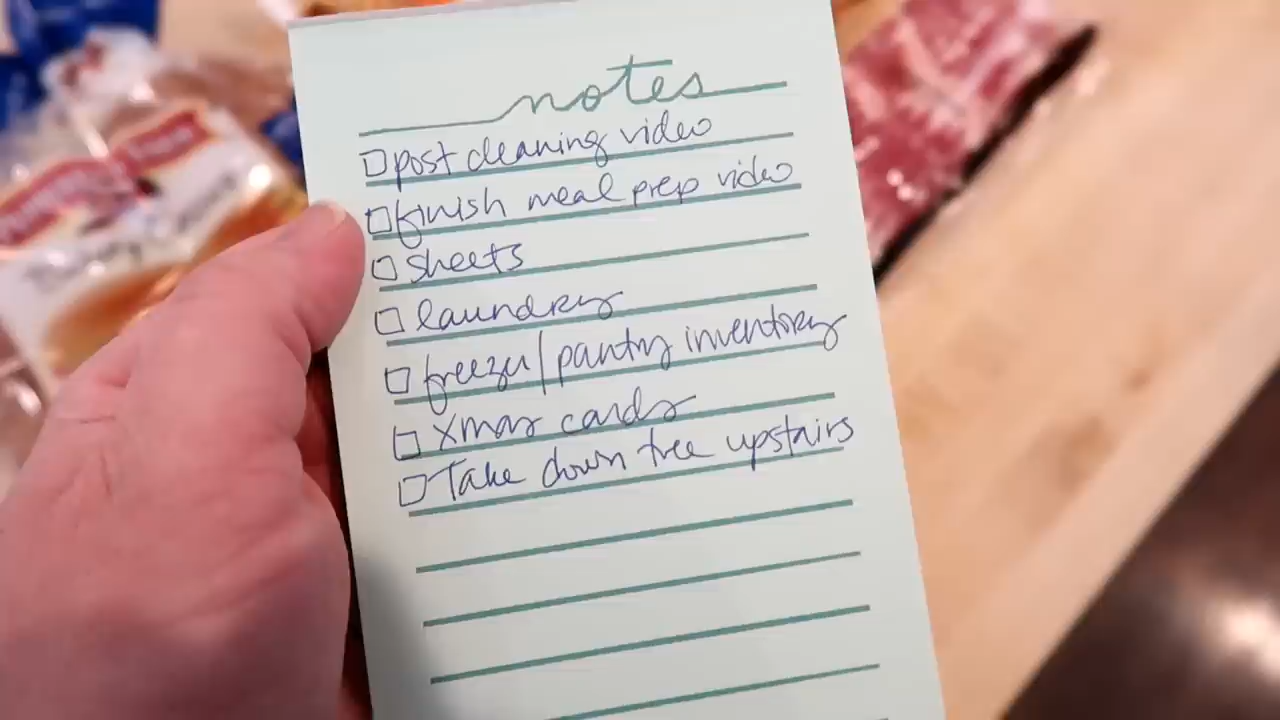 notes
□ post cleaning video
□ finish meal prep video
□ sheets
□ laundry
□ freezer/pantry inventory
□ xmas cards
□ Take down tree upstairs